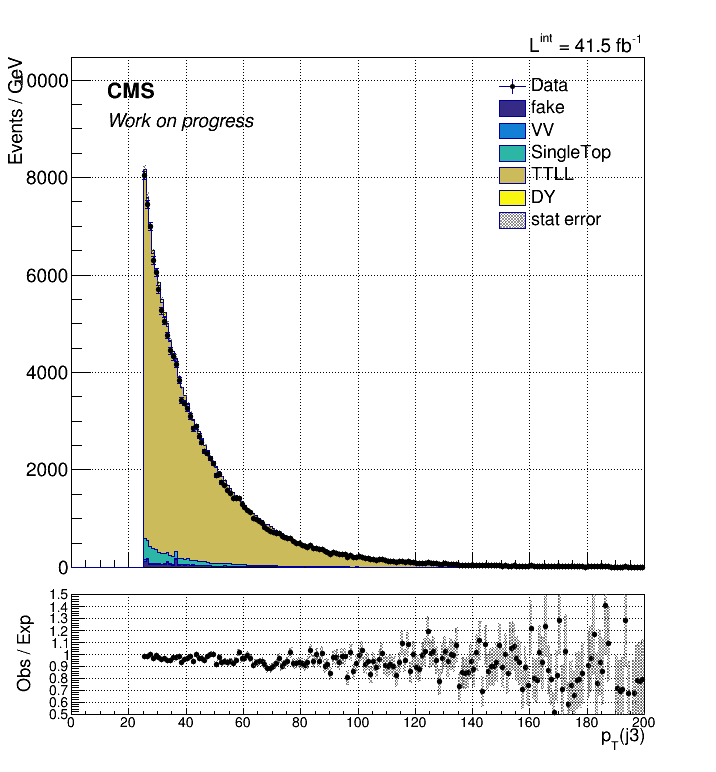 L^int = 41.5 fb^-1
Events / GeV
10000
8000
6000
4000
2000
0
CMS
Work on progress
Data
fake
VV
SingleTop
TTLL
DY
stat error
Obs / Exp
1.5
1.4
1.3
1.2
1.1
1
0.9
0.8
0.7
0.6
0.5
0 20 40 60 80 100 120 140 160 180 200
p_T(j3)